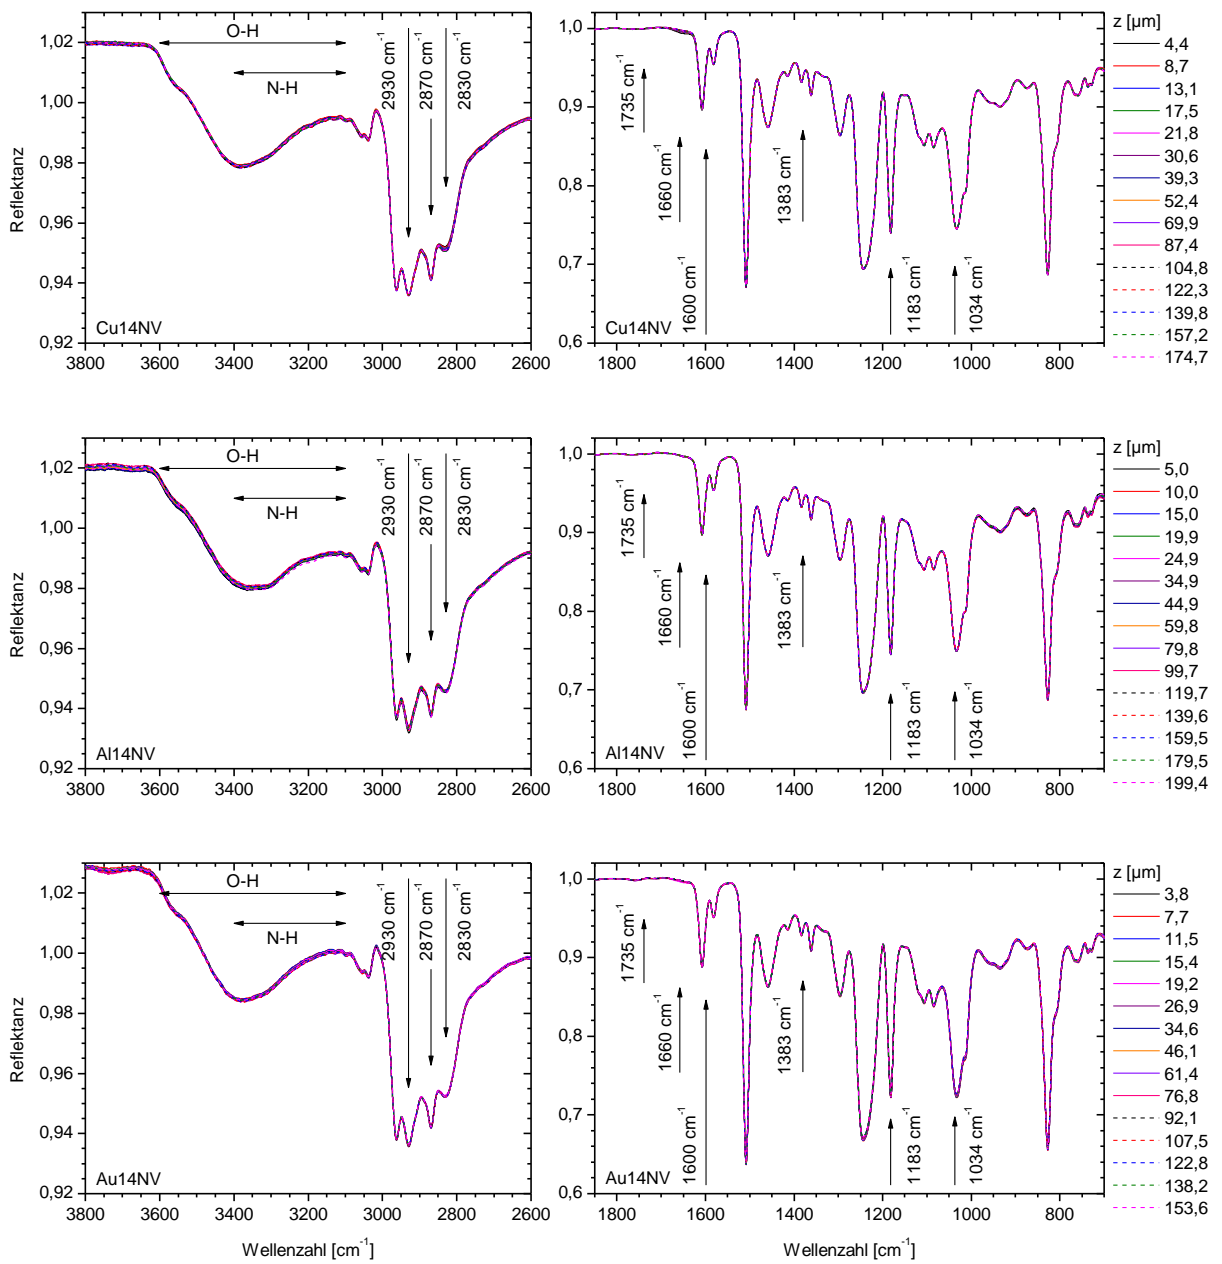 Reflektanz
1,02
1,00
0,98
0,96
0,94
0,92
O-H
N-H
2930 cm⁻¹
2870 cm⁻¹
2830 cm⁻¹
Cu14NV
3800 3600 3400 3200 3000 2800 2600
1,0
0,9
0,8
0,7
0,6
1735 cm⁻¹
1660 cm⁻¹
1600 cm⁻¹
1383 cm⁻¹
1183 cm⁻¹
1034 cm⁻¹
Cu14NV
1800 1600 1400 1200 1000 800
z [µm]
4,4
8,7
13,1
17,5
21,8
30,6
39,3
52,4
69,9
87,4
104,8
122,3
139,8
157,2
174,7
Reflektanz
1,02
1,00
0,98
0,96
0,94
0,92
O-H
N-H
2930 cm⁻¹
2870 cm⁻¹
2830 cm⁻¹
Al14NV
3800 3600 3400 3200 3000 2800 2600
1,0
0,9
0,8
0,7
0,6
1735 cm⁻¹
1660 cm⁻¹
1600 cm⁻¹
1383 cm⁻¹
1183 cm⁻¹
1034 cm⁻¹
Al14NV
1800 1600 1400 1200 1000 800
z [µm]
5,0
10,0
15,0
19,9
24,9
34,9
44,9
59,8
79,8
99,7
119,7
139,6
159,5
179,5
199,4
Reflektanz
1,02
1,00
0,98
0,96
0,94
0,92
O-H
N-H
2930 cm⁻¹
2870 cm⁻¹
2830 cm⁻¹
Au14NV
3800 3600 3400 3200 3000 2800 2600
Wellenzahl [cm⁻¹]
1,0
0,9
0,8
0,7
0,6
1735 cm⁻¹
1660 cm⁻¹
1600 cm⁻¹
1383 cm⁻¹
1183 cm⁻¹
1034 cm⁻¹
Au14NV
1800 1600 1400 1200 1000 800
Wellenzahl [cm⁻¹]
z [µm]
3,8
7,7
11,5
15,4
19,2
26,9
34,6
46,1
61,4
76,8
92,1
107,5
122,8
138,2
153,6